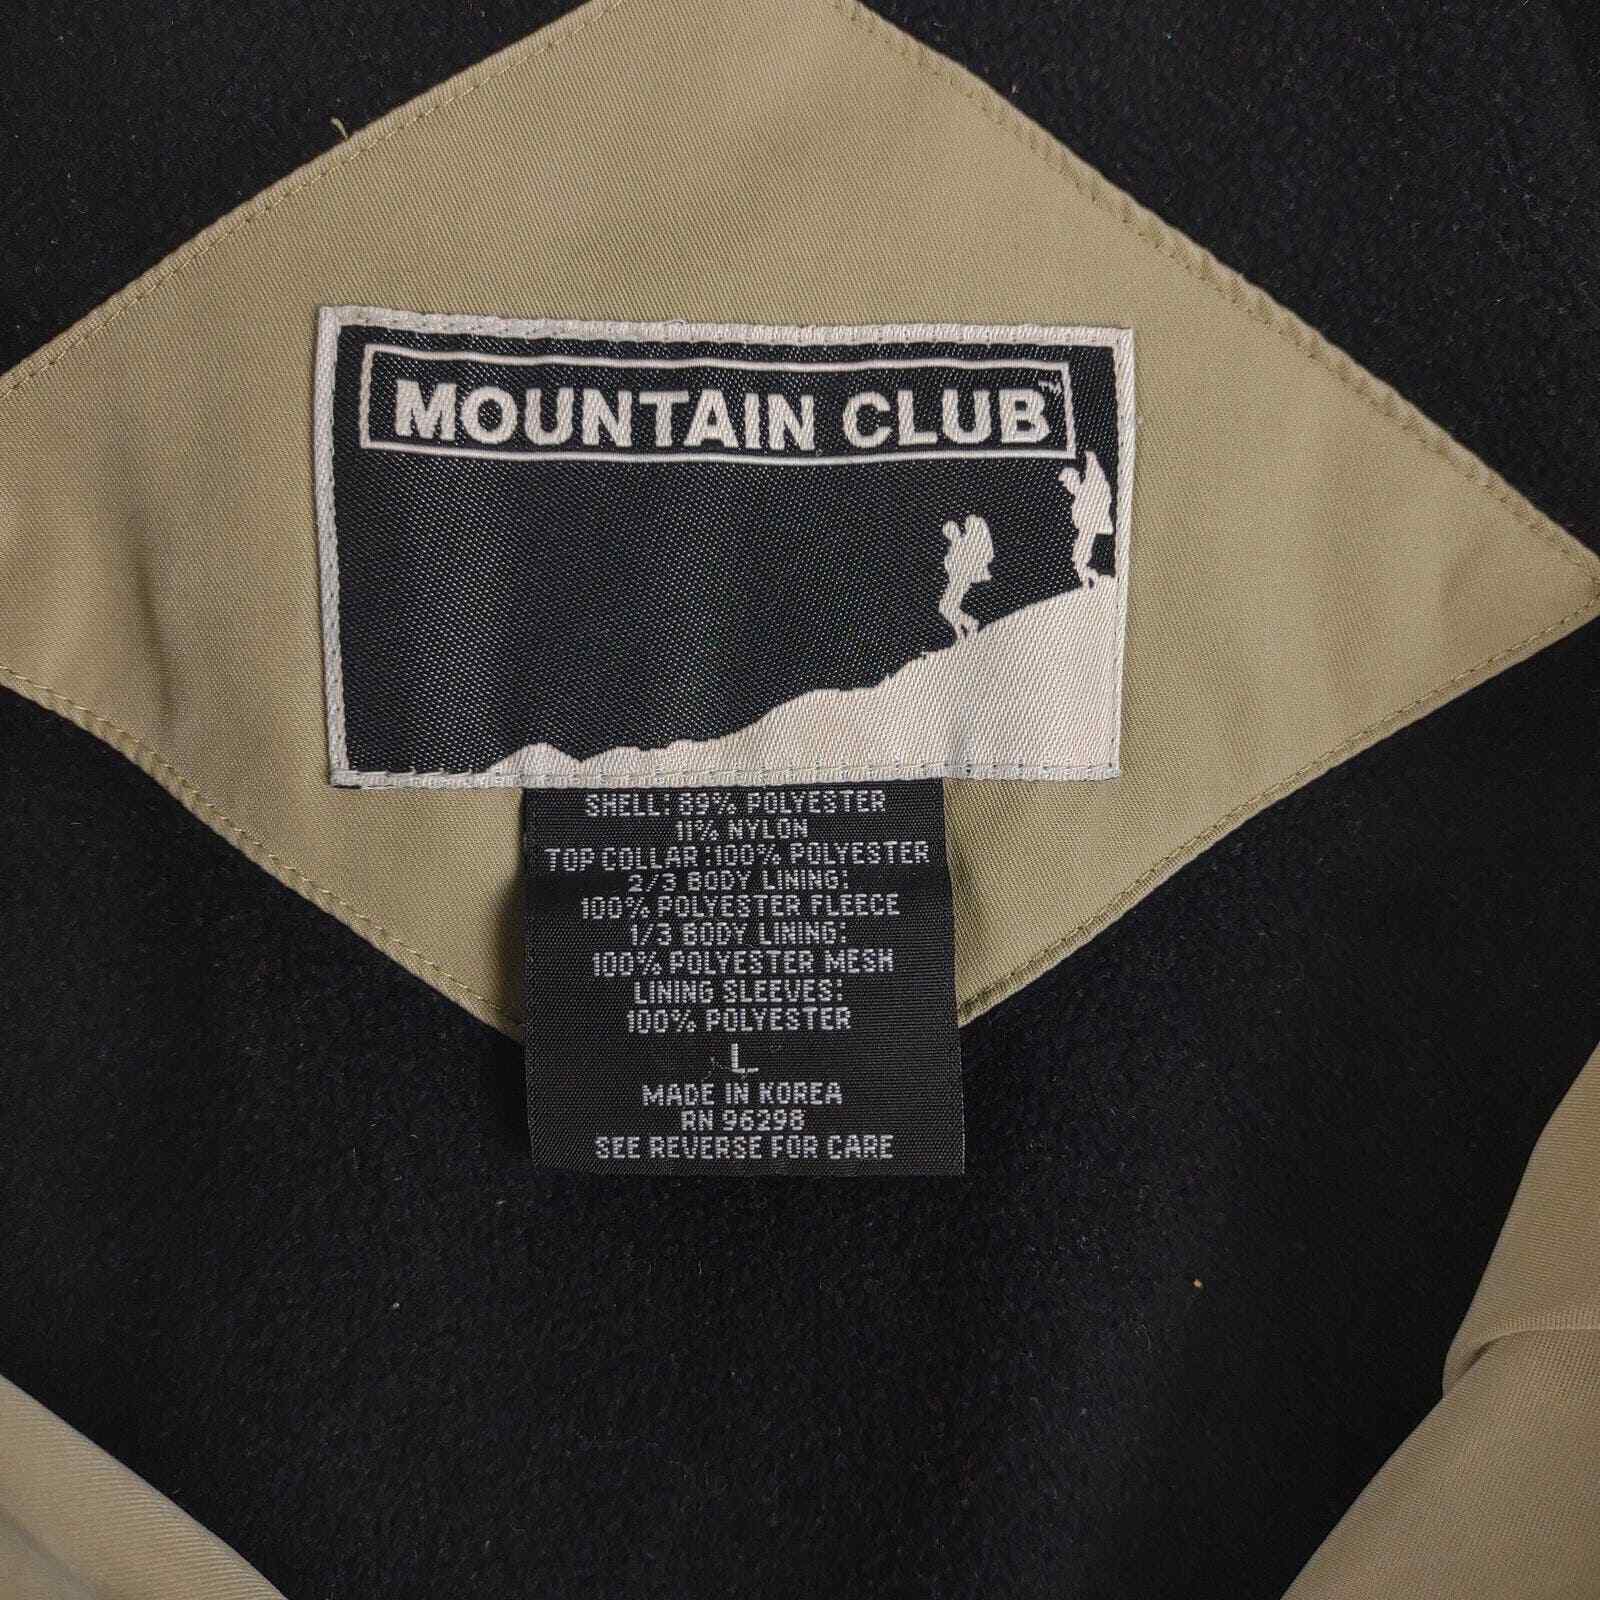 MOUNTAIN CLUB™
SHELL: 89% POLYESTER
11% NYLON
TOP COLLAR:100% POLYESTER
2/3 BODY LINING:
100% POLYESTER FLEECE
1/3 BODY LINING:
100% POLYESTER MESH
LINING SLEEVES:
100% POLYESTER
L
MADE IN KOREA
RN 96298
SEE REVERSE FOR CARE